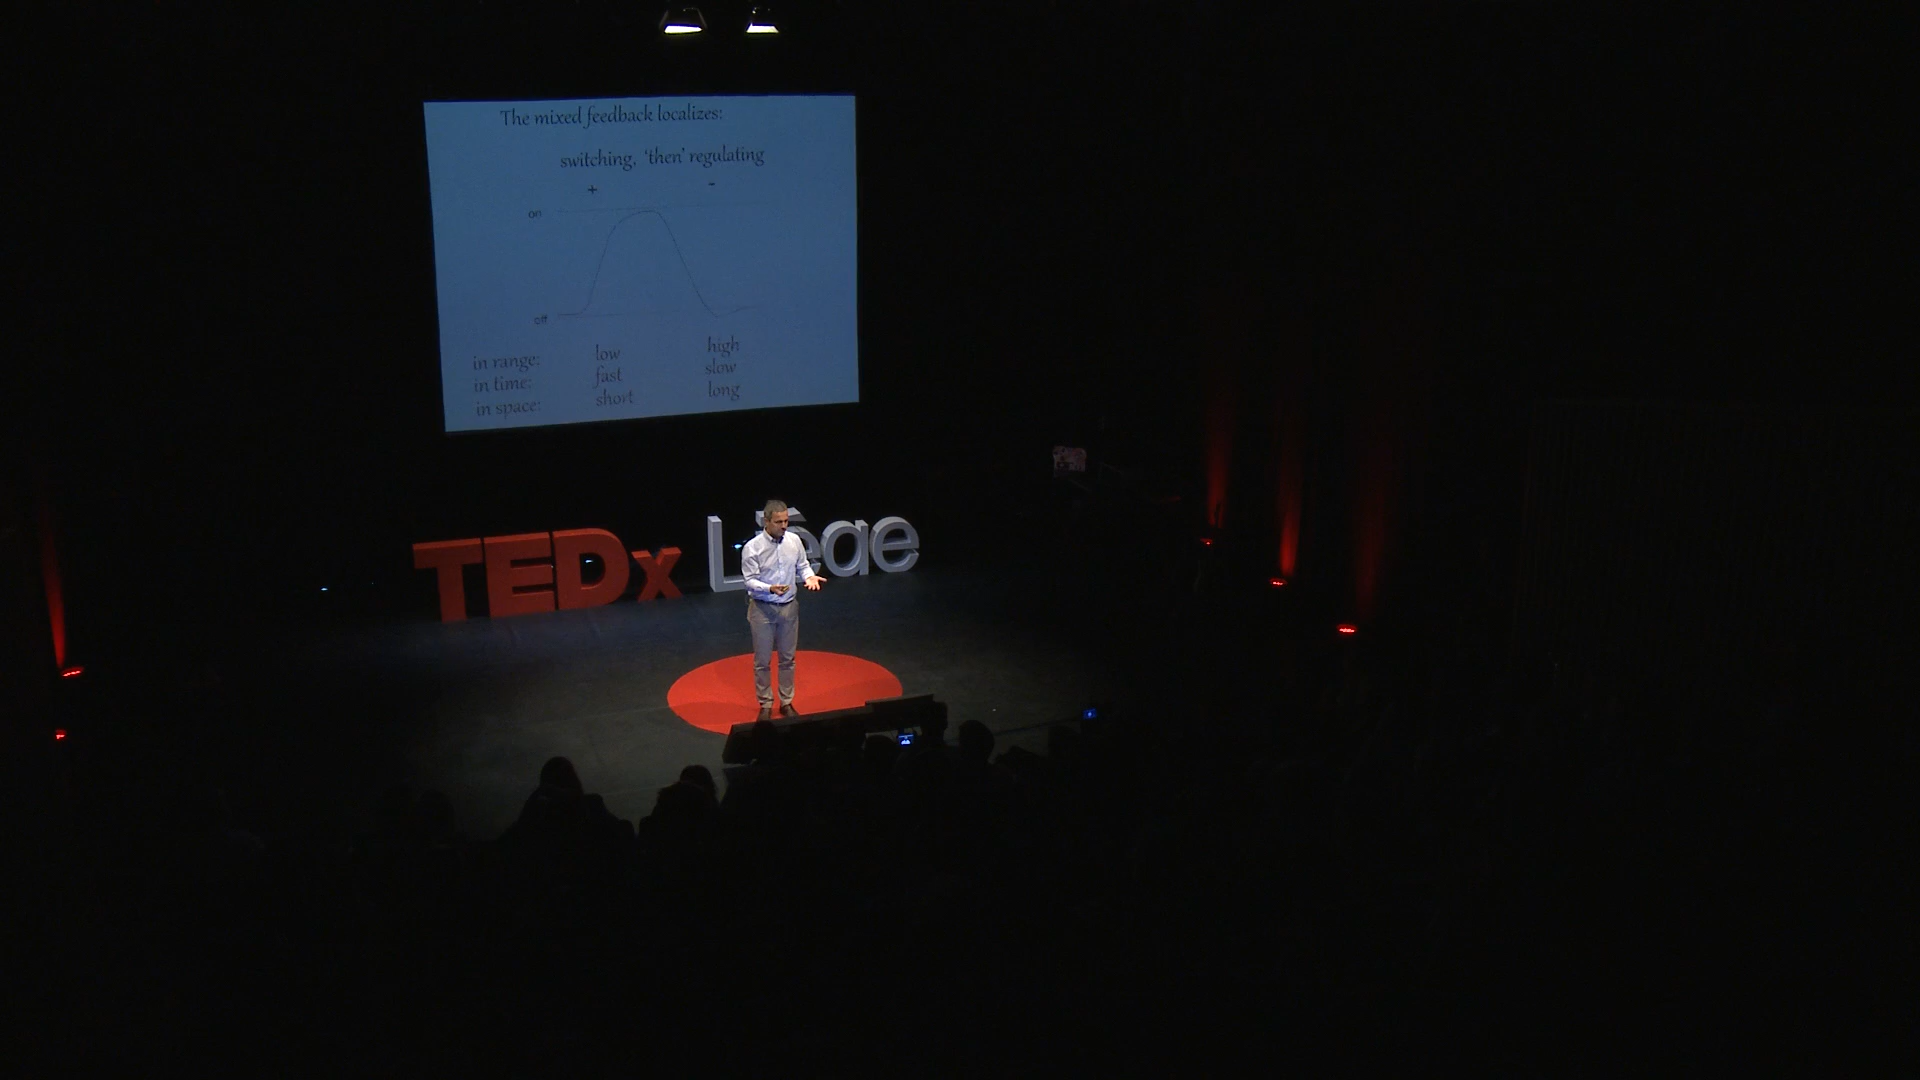 The mixed feedback localizes:
switching, 'then' regulating
+ -
on
off
in range: low high
in time: fast slow
in space: short long
TEDx Liège